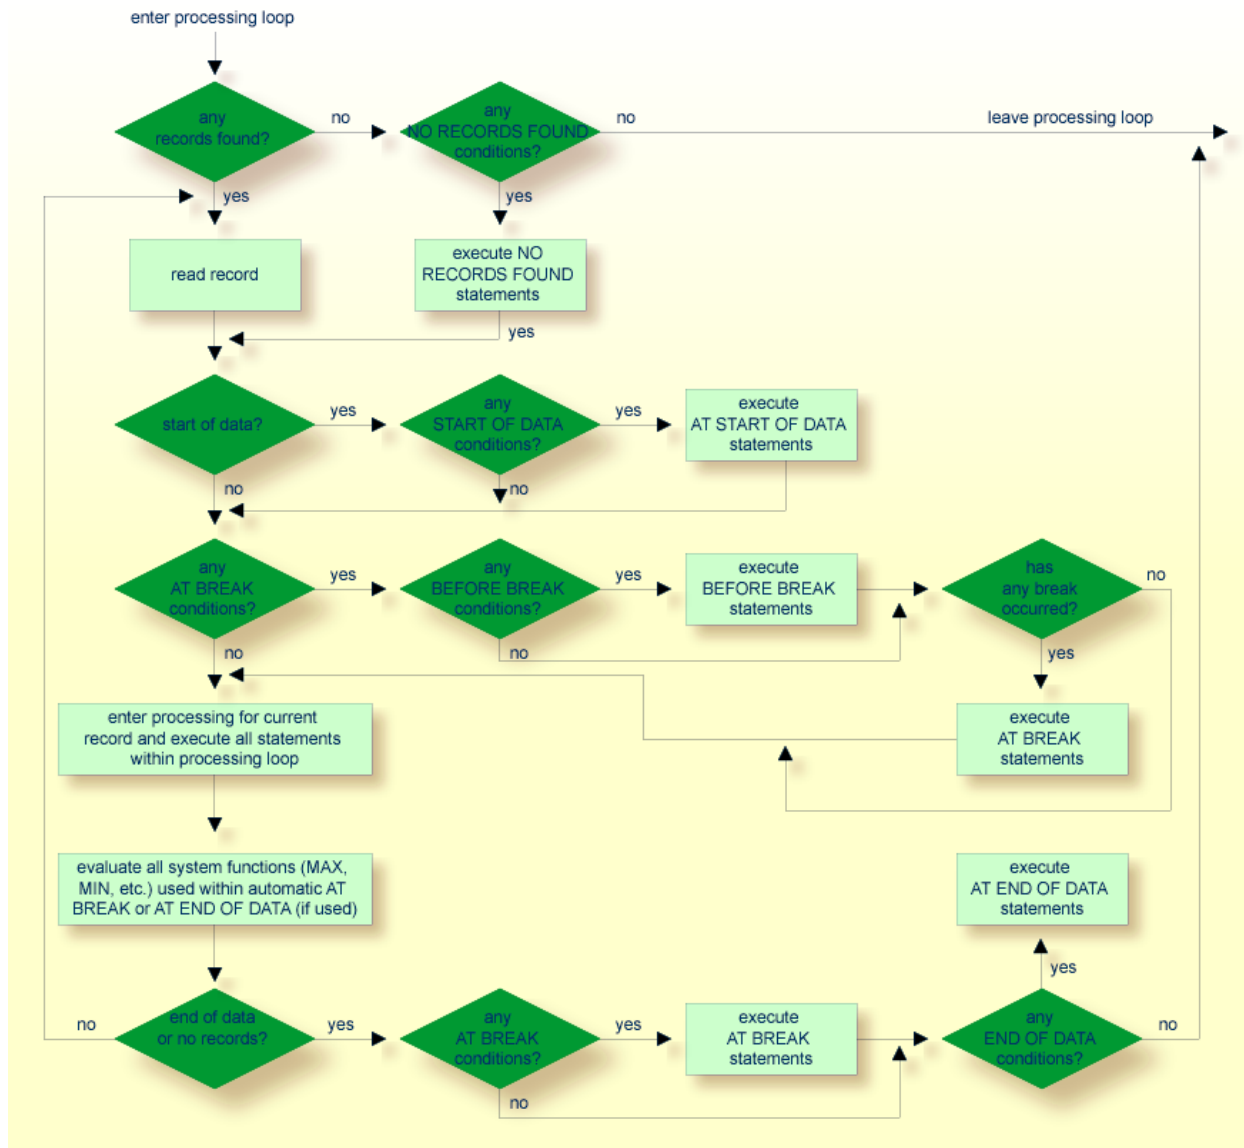 enter processing loop
any
records found?
no
any
NO RECORDS FOUND
conditions?
no
leave processing loop
yes
yes
read record
execute NO
RECORDS FOUND
statements
yes
start of data?
yes
any
START OF DATA
conditions?
yes
execute
AT START OF DATA
statements
no
no
any
AT BREAK
conditions?
yes
any
BEFORE BREAK
conditions?
yes
execute
BEFORE BREAK
statements
has
any break
occurred?
no
no
no
yes
enter processing for current
record and execute all statements
within processing loop
execute
AT BREAK
statements
evaluate all system functions (MAX,
MIN, etc.) used within automatic AT
BREAK or AT END OF DATA (if used)
execute
AT END OF DATA
statements
yes
no
end of data
or no records?
yes
any
AT BREAK
conditions?
yes
execute
AT BREAK
statements
any
END OF DATA
conditions?
no
no